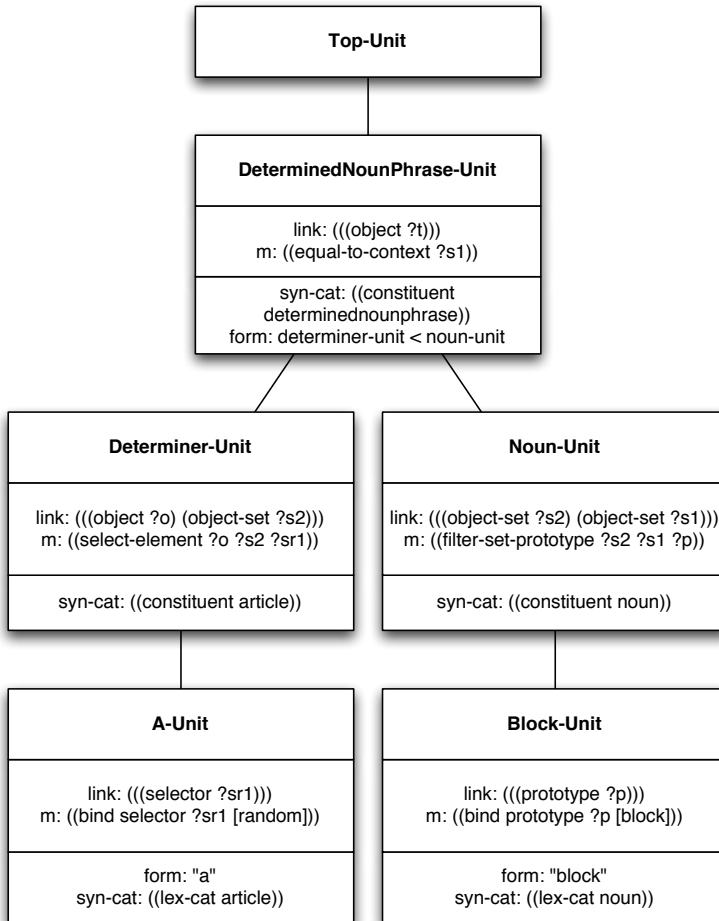 Top-Unit
DeterminedNounPhrase-Unit
link: (((object ?t)))
m: ((equal-to-context ?s1))
syn-cat: ((constituent
determinednounphrase))
form: determiner-unit < noun-unit
Determiner-Unit
link: (((object ?o) (object-set ?s2)))
m: ((select-element ?o ?s2 ?sr1))
syn-cat: ((constituent article))
Noun-Unit
link: (((object-set ?s2) (object-set ?s1)))
m: ((filter-set-prototype ?s2 ?s1 ?p))
syn-cat: ((constituent noun))
A-Unit
link: (((selector ?sr1)))
m: ((bind selector ?sr1 [random]))
form: "a"
syn-cat: ((lex-cat article))
Block-Unit
link: (((prototype ?p)))
m: ((bind prototype ?p [block]))
form: "block"
syn-cat: ((lex-cat noun))